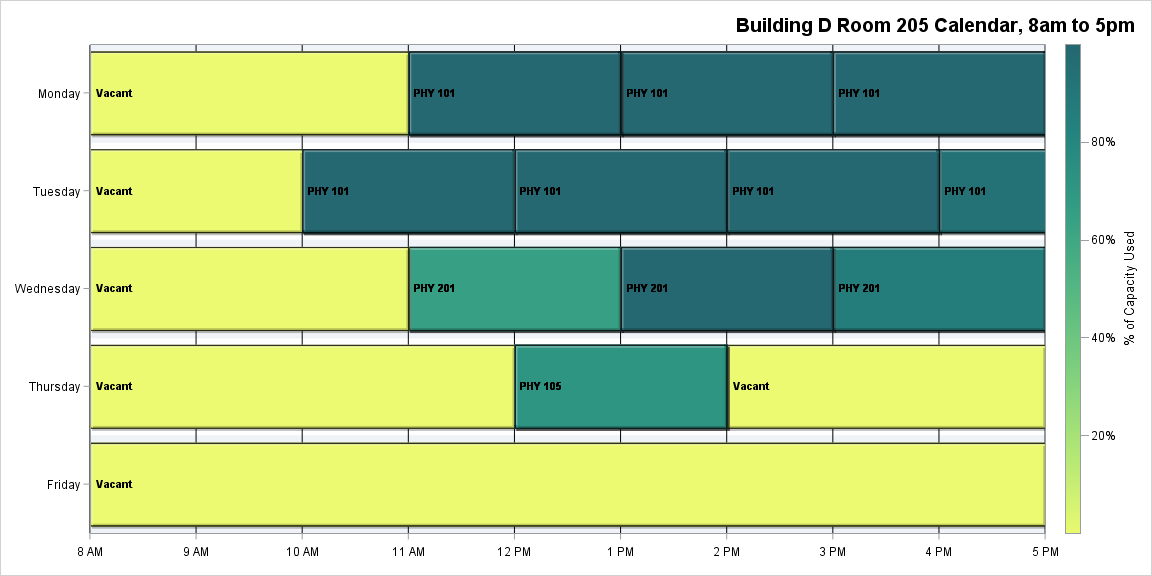 Building D Room 205 Calendar, 8am to 5pm
Monday
Vacant
PHY 101
PHY 101
PHY 101
Tuesday
Vacant
PHY 101
PHY 101
PHY 101
PHY 101
Wednesday
Vacant
PHY 201
PHY 201
PHY 201
Thursday
Vacant
PHY 105
Vacant
Friday
Vacant
8 AM
9 AM
10 AM
11 AM
12 PM
1 PM
2 PM
3 PM
4 PM
5 PM
80%
60%
40%
20%
% of Capacity Used